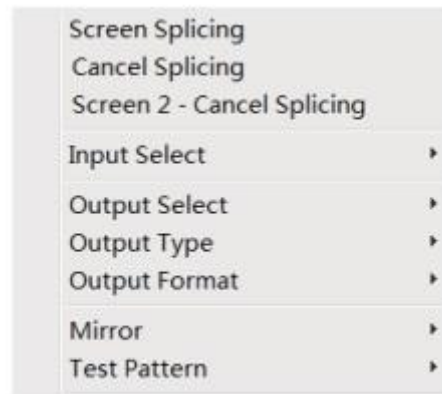 Screen Splicing
Cancel Splicing
Screen 2 - Cancel Splicing
Input Select
Output Select
Output Type
Output Format
Mirror
Test Pattern